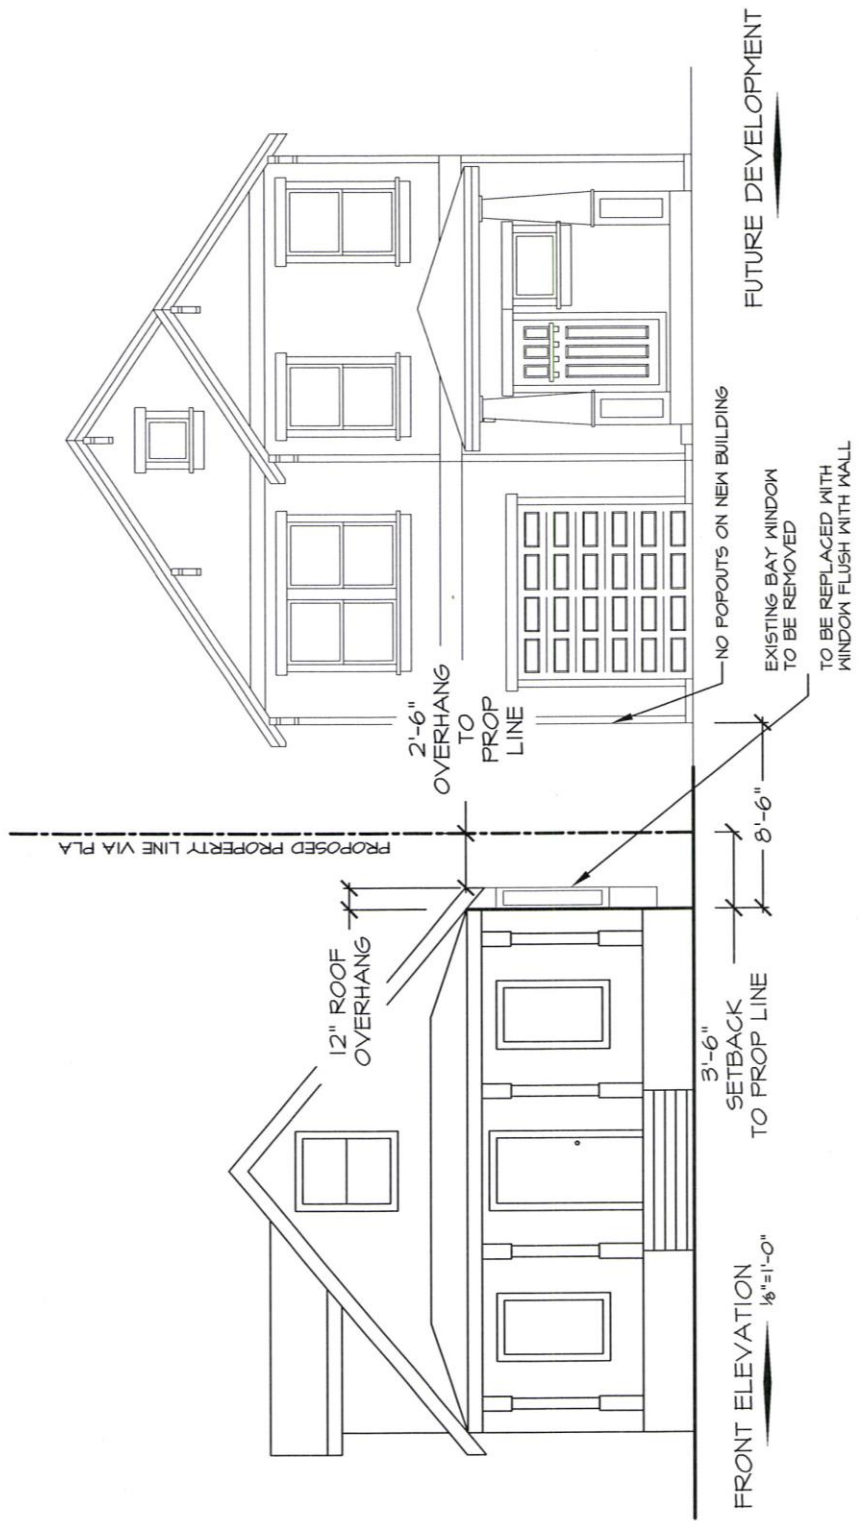 PROPOSED PROPERTY LINE VIA PLA
12" ROOF
OVERHANG
2'-6"
OVERHANG
TO
PROP
LINE
3'-6"
SETBACK
TO PROP LINE
8'-6"
NO POPOUTS ON NEW BUILDING
EXISTING BAY WINDOW
TO BE REMOVED
TO BE REPLACED WITH
WINDOW FLUSH WITH WALL
FRONT ELEVATION
1/8"=1'-0"
FUTURE DEVELOPMENT